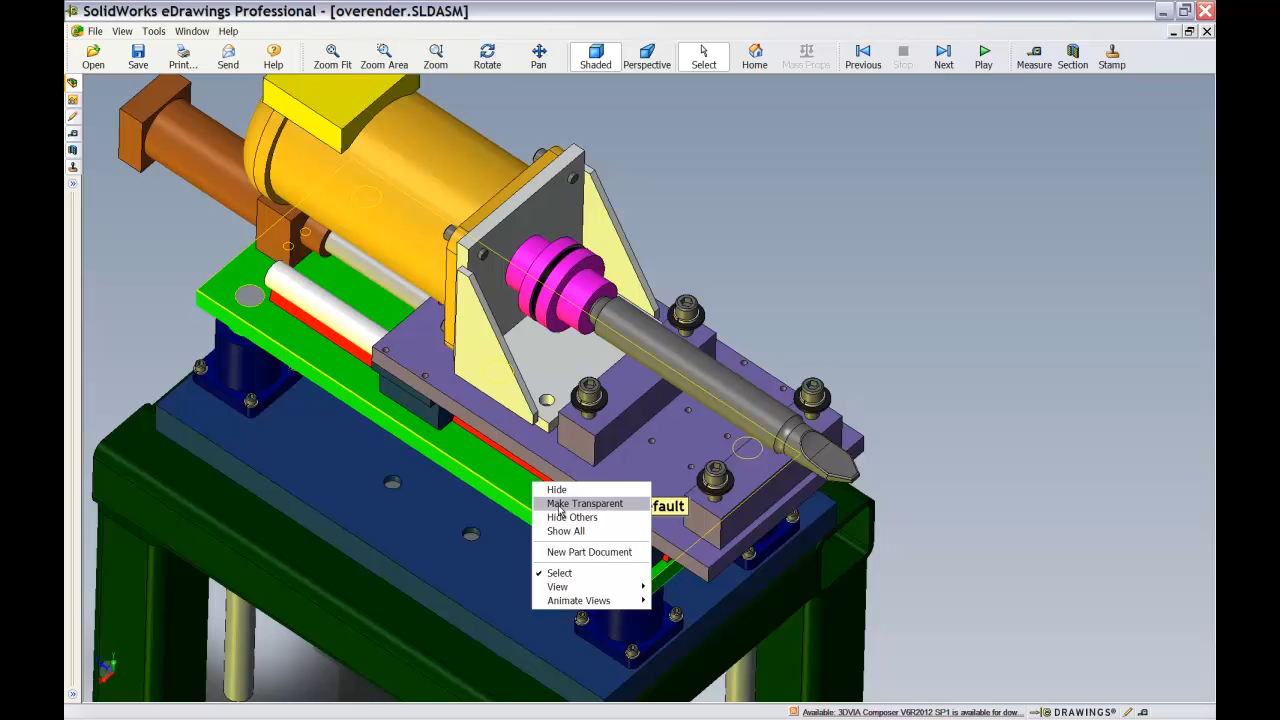 SolidWorks eDrawings Professional - [overender.SLDASM]
File View Tools Window Help
Open Save Print... Send Help Zoom Fit Zoom Area Zoom Rotate Pan Shaded Perspective Select Home Mass Props Previous Stop Next Play Measure Section Stamp
Hide
Make Transparent
fault
Hide Others
Show All
New Part Document
Select
View
Animate Views
Available: 3DVIA Composer V6R2012 SP1 is available for dow... DRAWINGS®